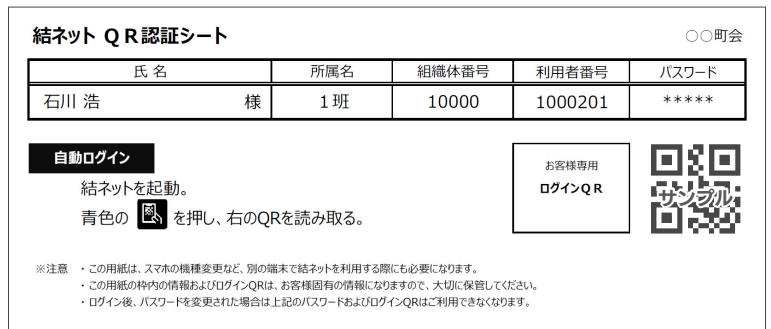 結ネット QR認証シート
○○町会
氏 名 所属名 組織体番号 利用者番号 パスワード
石川 浩 様 1班 10000 1000201 *****
自動ログイン
結ネットを起動。
青色の を押し、右のQRを読み取る。
お客様専用
ログインQR
サンプル
※注意 ・この用紙は、スマホの機種変更など、別の端末で結ネットを利用する際にも必要になります。
・この用紙の枠内の情報およびログインQRは、お客様固有の情報になりますので、大切に保管してください。
・ログイン後、パスワードを変更された場合は上記のパスワードおよびログインQRはご利用できなくなります。